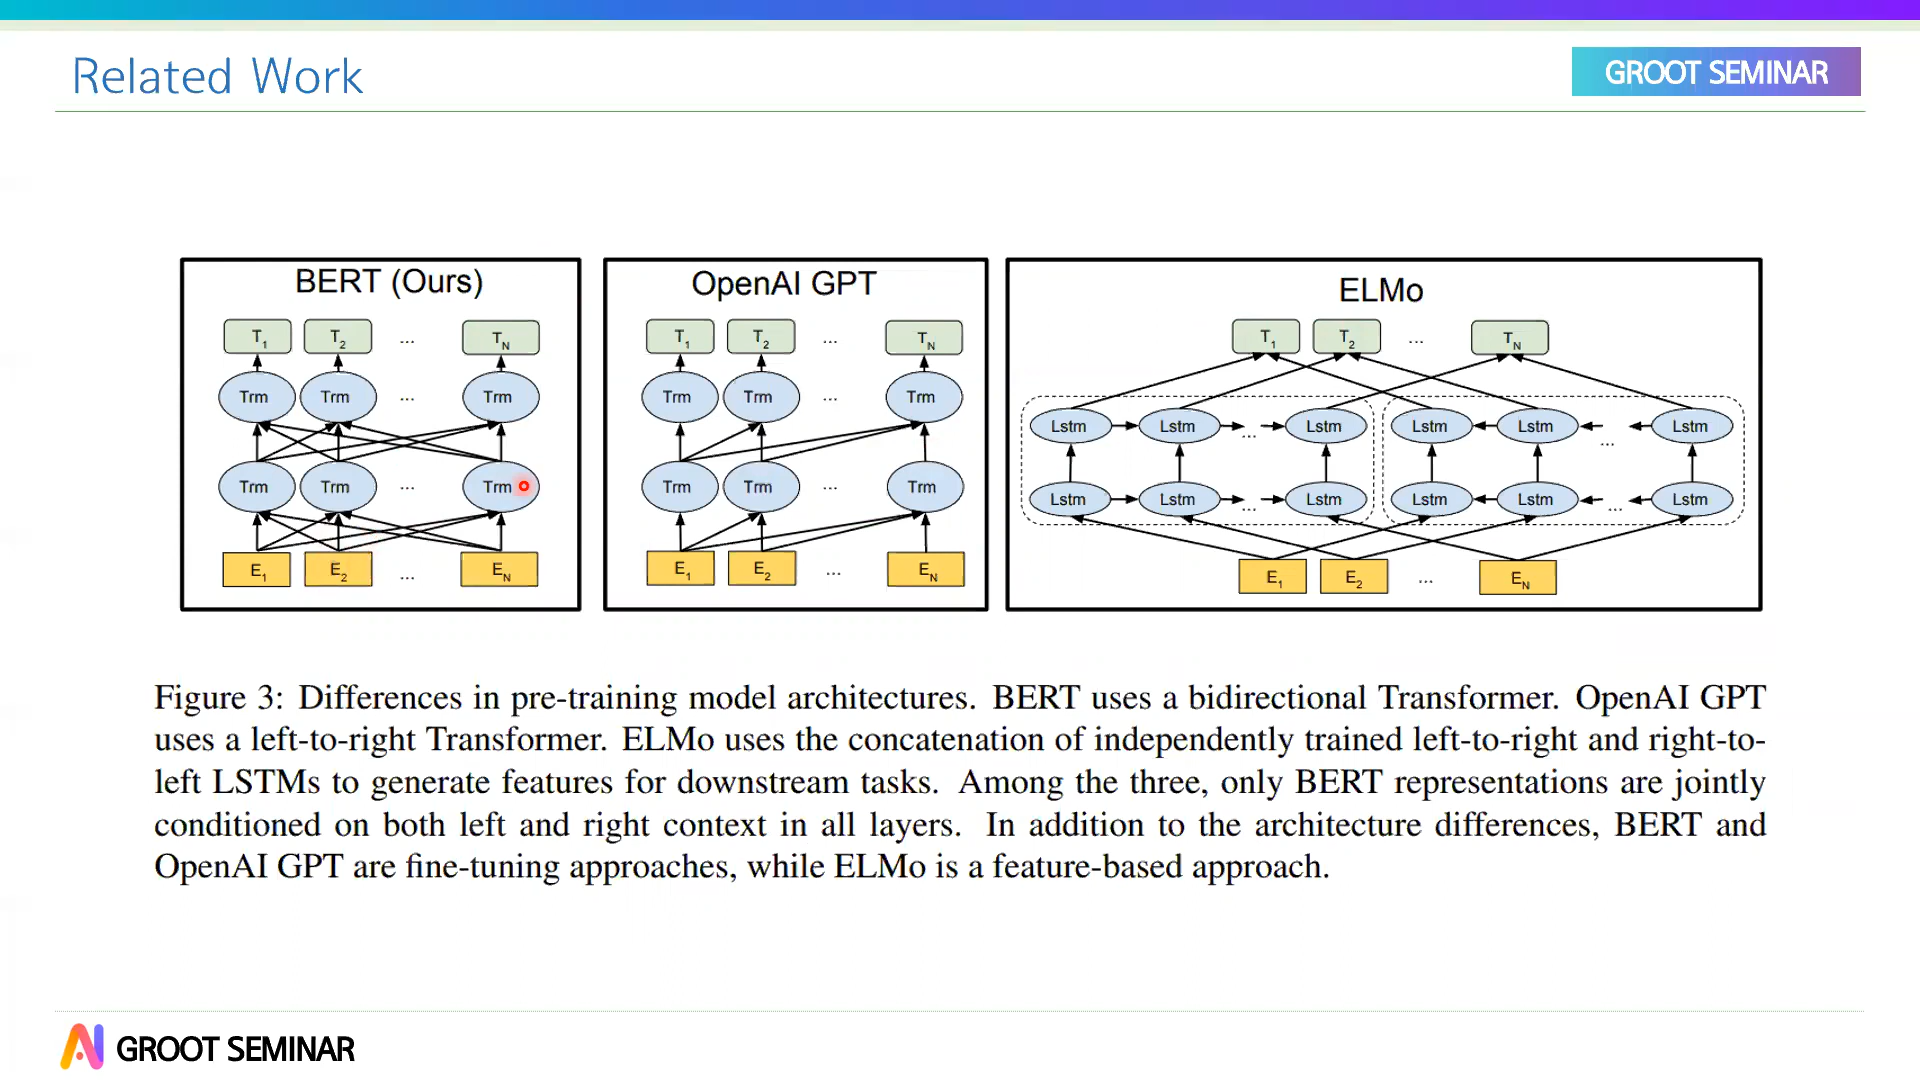 Related Work
GROOT SEMINAR
BERT (Ours)
T1 T2 ... TN
Trm Trm ... Trm
Trm Trm ... Trm
E1 E2 ... EN
OpenAI GPT
T1 T2 ... TN
Trm Trm ... Trm
Trm Trm ... Trm
E1 E2 ... EN
ELMo
T1 T2 ... TN
Lstm Lstm ... Lstm Lstm Lstm ... Lstm
Lstm Lstm ... Lstm Lstm Lstm ... Lstm
E1 E2 ... EN
Figure 3: Differences in pre-training model architectures. BERT uses a bidirectional Transformer. OpenAI GPT
uses a left-to-right Transformer. ELMo uses the concatenation of independently trained left-to-right and right-to-
left LSTMs to generate features for downstream tasks. Among the three, only BERT representations are jointly
conditioned on both left and right context in all layers. In addition to the architecture differences, BERT and
OpenAI GPT are fine-tuning approaches, while ELMo is a feature-based approach.
AI GROOT SEMINAR